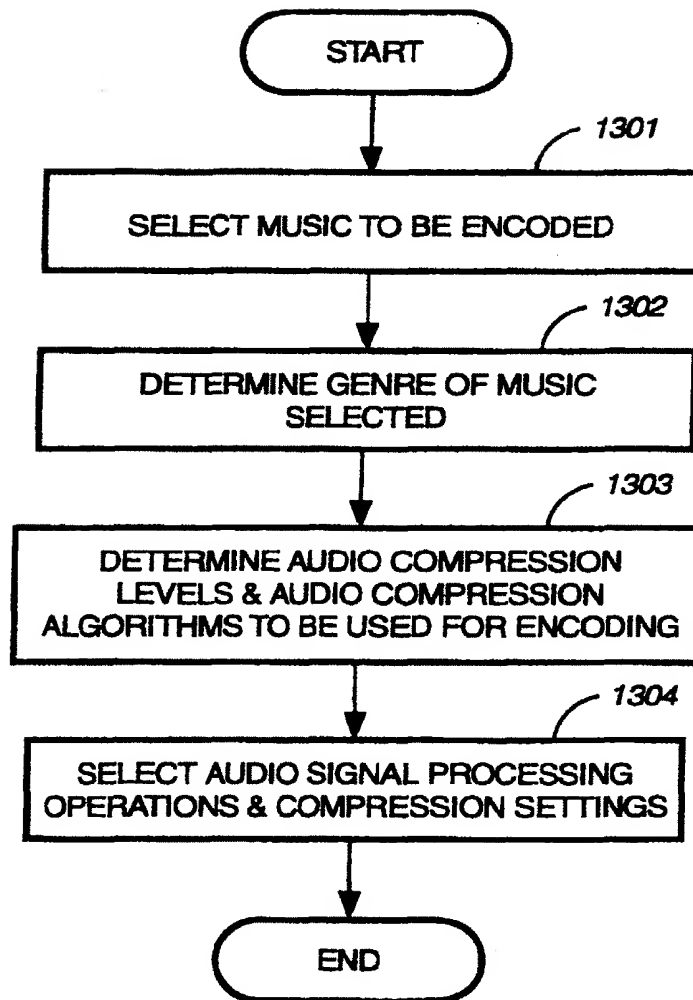 START
1301
SELECT MUSIC TO BE ENCODED
1302
DETERMINE GENRE OF MUSIC
SELECTED
1303
DETERMINE AUDIO COMPRESSION
LEVELS & AUDIO COMPRESSION
ALGORITHMS TO BE USED FOR ENCODING
1304
SELECT AUDIO SIGNAL PROCESSING
OPERATIONS & COMPRESSION SETTINGS
END